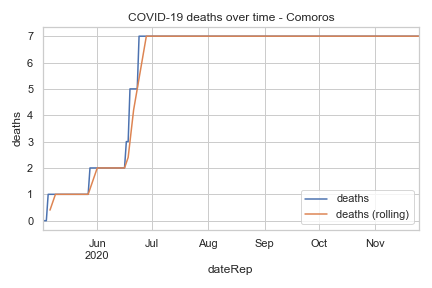 COVID-19 deaths over time - Comoros
deaths
7
6
5
4
3
2
1
0
Jun
2020
Jul
Aug
Sep
Oct
Nov
dateRep
deaths
deaths (rolling)